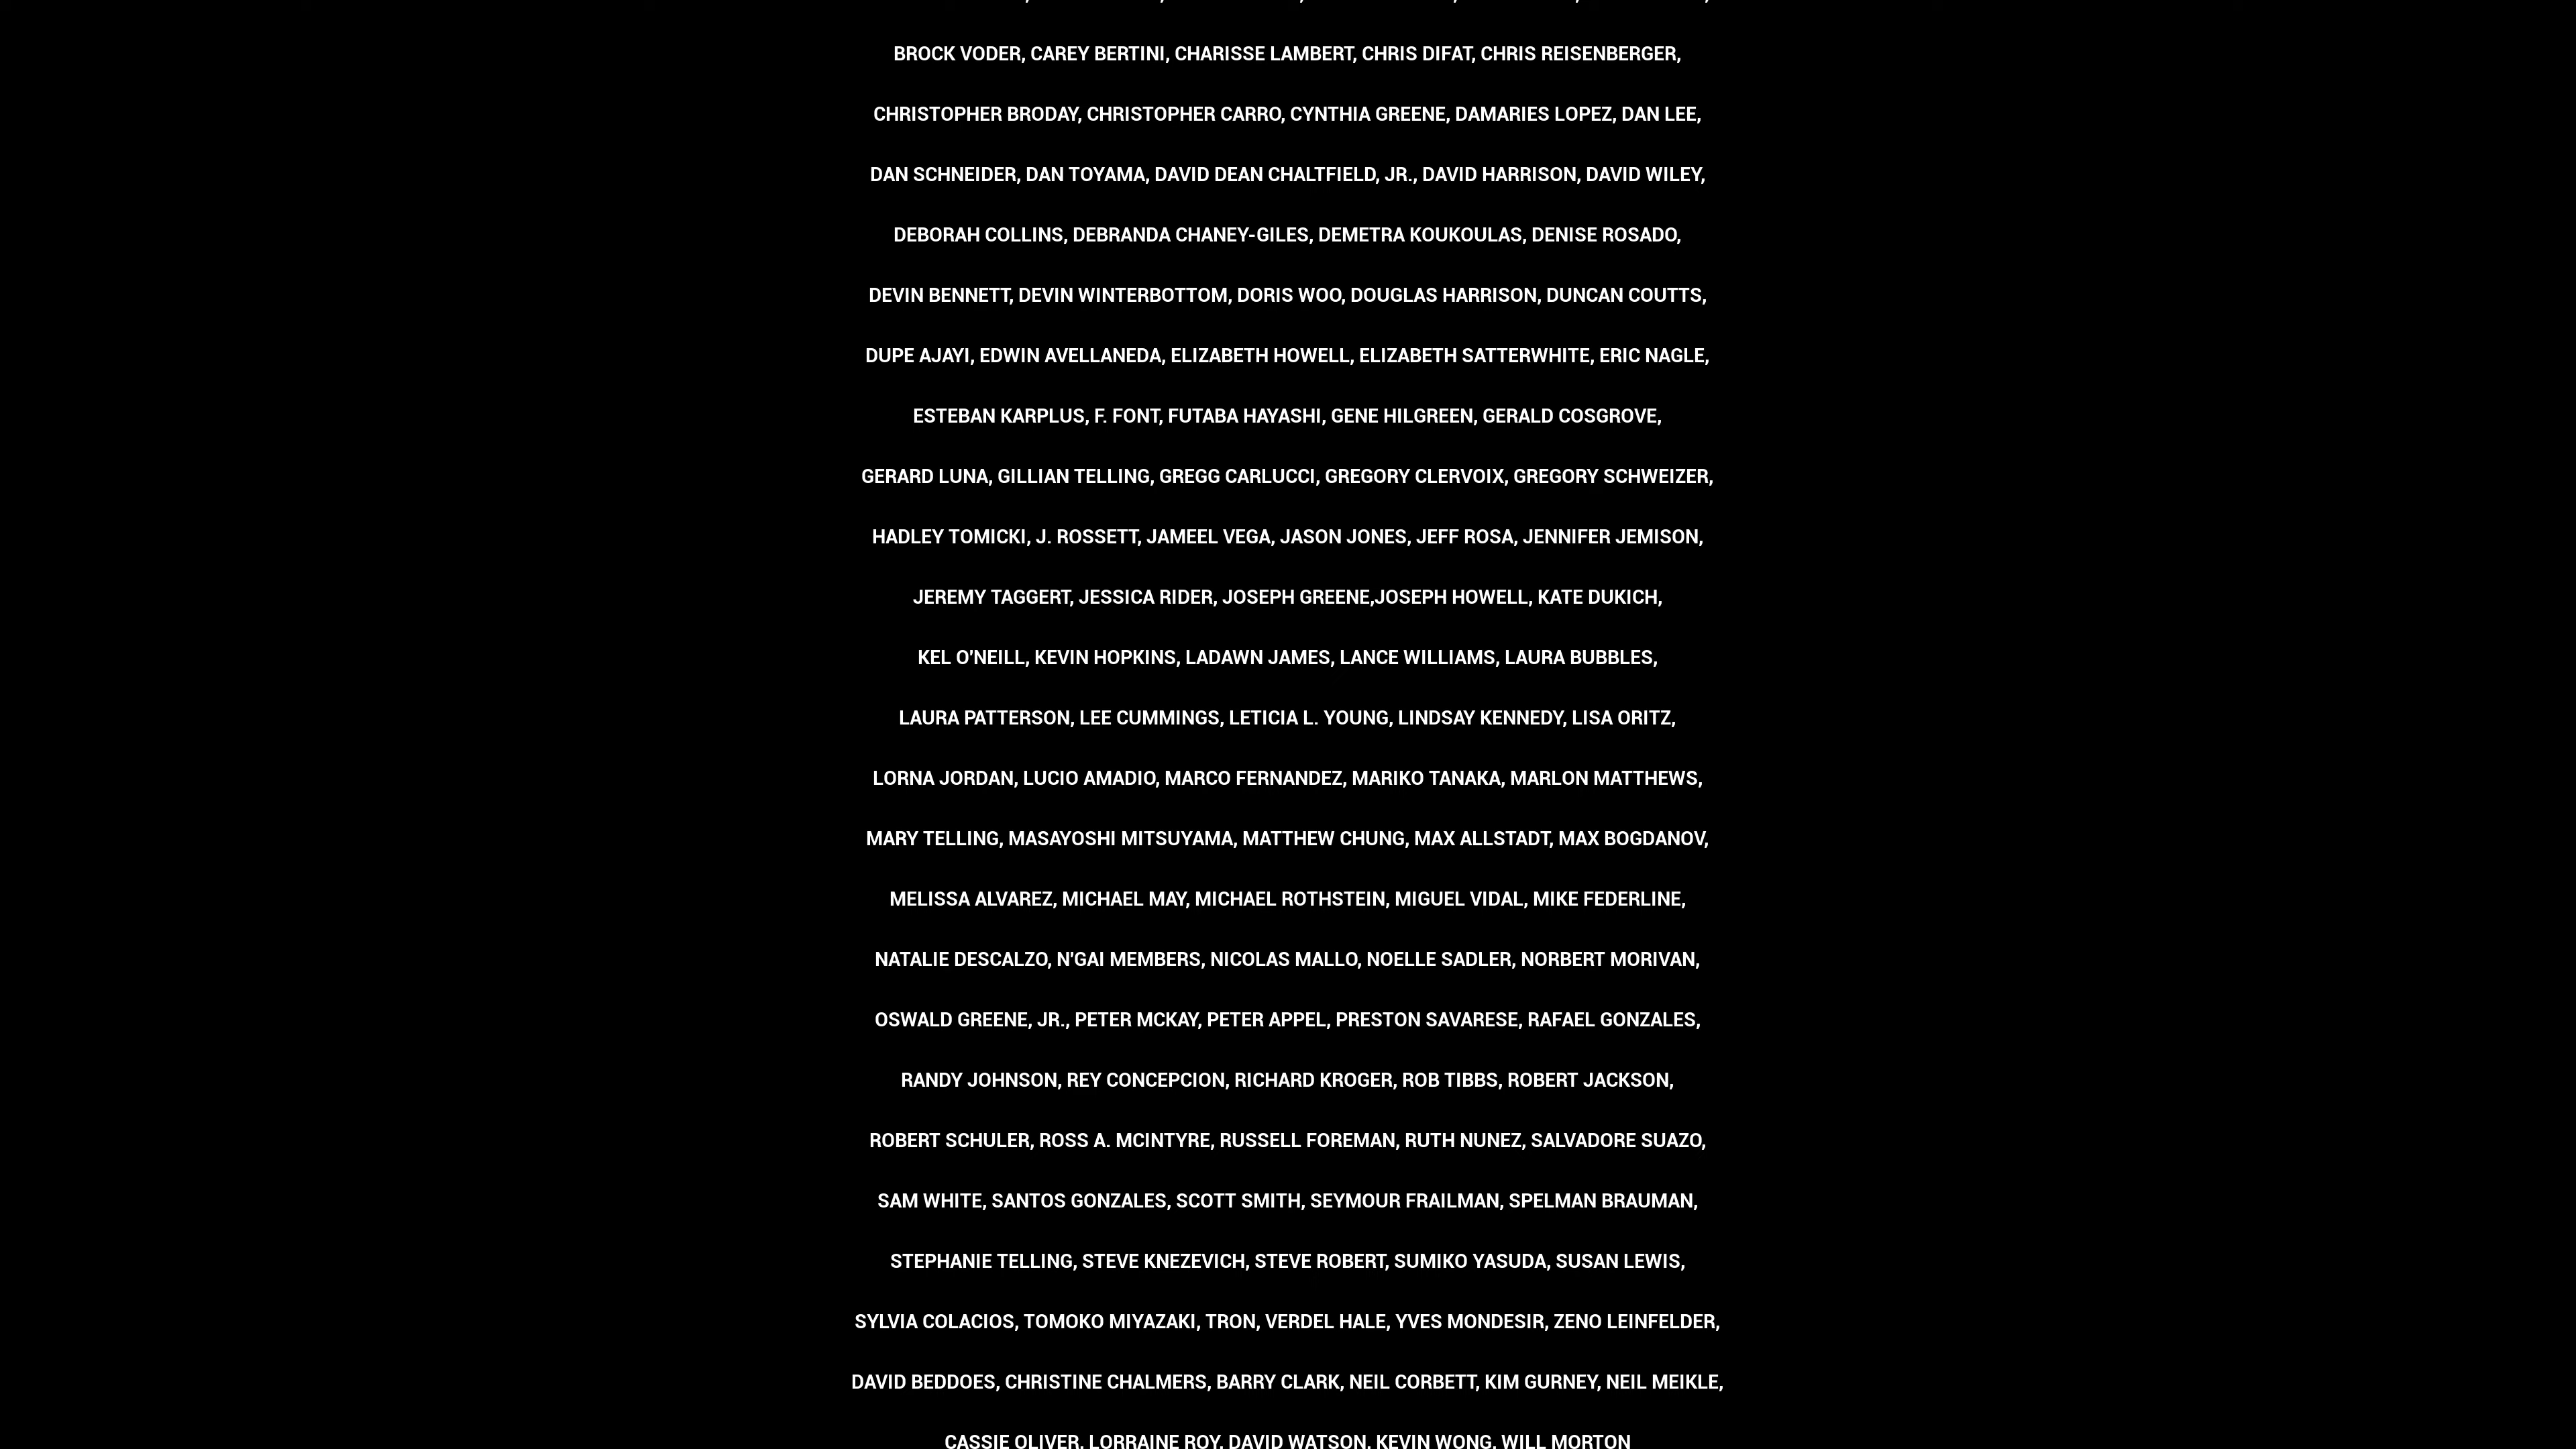 BROCK VODER, CAREY BERTINI, CHARISSE LAMBERT, CHRIS DIFAT, CHRIS REISENBERGER,
CHRISTOPHER BRODAY, CHRISTOPHER CARRO, CYNTHIA GREENE, DAMARIES LOPEZ, DAN LEE,
DAN SCHNEIDER, DAN TOYAMA, DAVID DEAN CHALTFIELD, JR., DAVID HARRISON, DAVID WILEY,
DEBORAH COLLINS, DEBRANDA CHANEY-GILES, DEMETRA KOUKOULAS, DENISE ROSADO,
DEVIN BENNETT, DEVIN WINTERBOTTOM, DORIS WOO, DOUGLAS HARRISON, DUNCAN COUTTS,
DUPE AJAYI, EDWIN AVELLANEDA, ELIZABETH HOWELL, ELIZABETH SATTERWHITE, ERIC NAGLE,
ESTEBAN KARPLUS, F. FONT, FUTABA HAYASHI, GENE HILGREEN, GERALD COSGROVE,
GERARD LUNA, GILLIAN TELLING, GREGG CARLUCCI, GREGORY CLERVOIX, GREGORY SCHWEIZER,
HADLEY TOMICKI, J. ROSSETT, JAMEEL VEGA, JASON JONES, JEFF ROSA, JENNIFER JEMISON,
JEREMY TAGGERT, JESSICA RIDER, JOSEPH GREENE,JOSEPH HOWELL, KATE DUKICH,
KEL O'NEILL, KEVIN HOPKINS, LADAWN JAMES, LANCE WILLIAMS, LAURA BUBBLES,
LAURA PATTERSON, LEE CUMMINGS, LETICIA L. YOUNG, LINDSAY KENNEDY, LISA ORITZ,
LORNA JORDAN, LUCIO AMADIO, MARCO FERNANDEZ, MARIKO TANAKA, MARLON MATTHEWS,
MARY TELLING, MASAYOSHI MITSUYAMA, MATTHEW CHUNG, MAX ALLSTADT, MAX BOGDANOV,
MELISSA ALVAREZ, MICHAEL MAY, MICHAEL ROTHSTEIN, MIGUEL VIDAL, MIKE FEDERLINE,
NATALIE DESCALZO, N'GAI MEMBERS, NICOLAS MALLO, NOELLE SADLER, NORBERT MORIVAN,
OSWALD GREENE, JR., PETER MCKAY, PETER APPEL, PRESTON SAVARESE, RAFAEL GONZALES,
RANDY JOHNSON, REY CONCEPCION, RICHARD KROGER, ROB TIBBS, ROBERT JACKSON,
ROBERT SCHULER, ROSS A. MCINTYRE, RUSSELL FOREMAN, RUTH NUNEZ, SALVADORE SUAZO,
SAM WHITE, SANTOS GONZALES, SCOTT SMITH, SEYMOUR FRAILMAN, SPELMAN BRAUMAN,
STEPHANIE TELLING, STEVE KNEZEVICH, STEVE ROBERT, SUMIKO YASUDA, SUSAN LEWIS,
SYLVIA COLACIOS, TOMOKO MIYAZAKI, TRON, VERDEL HALE, YVES MONDESIR, ZENO LEINFELDER,
DAVID BEDDOES, CHRISTINE CHALMERS, BARRY CLARK, NEIL CORBETT, KIM GURNEY, NEIL MEIKLE,
CASSIE OLIVER, LORRAINE ROY, DAVID WATSON, KEVIN WONG, WILL MORTON